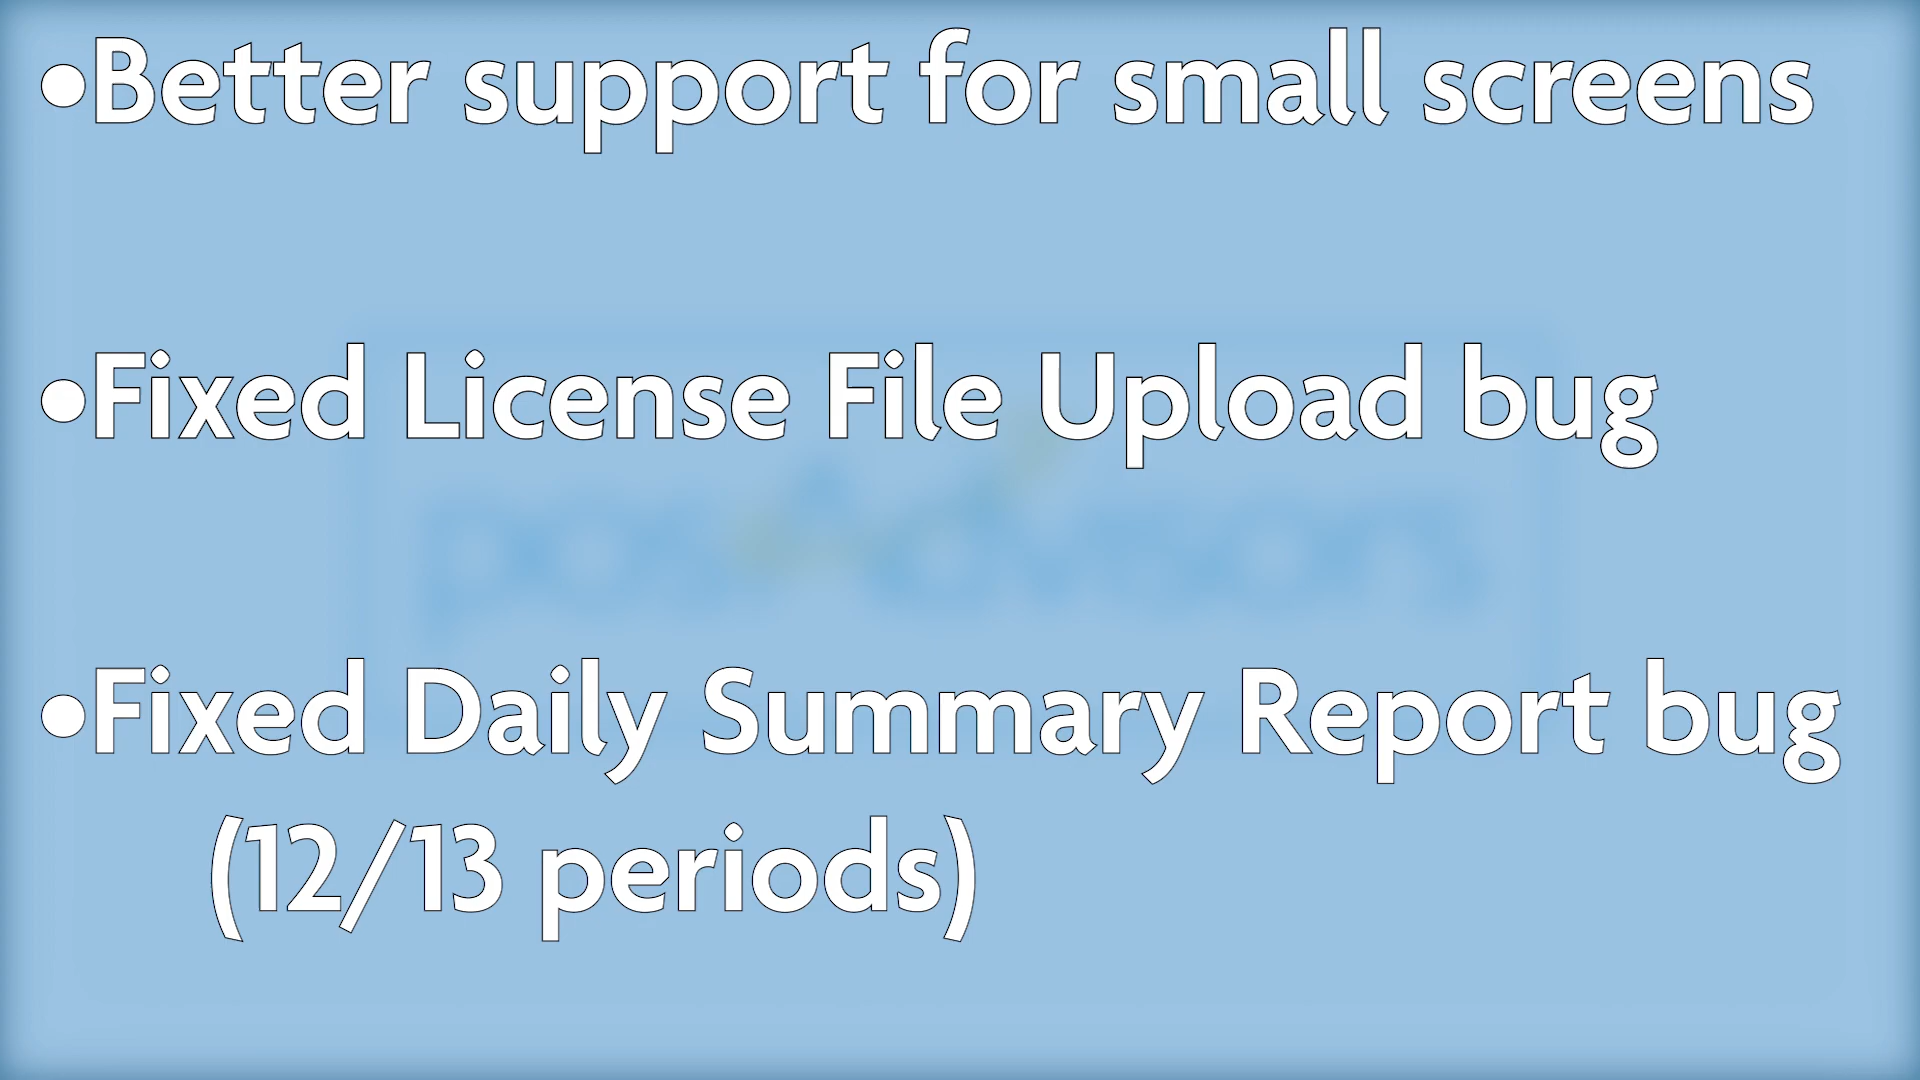 •Better support for small screens
•Fixed License File Upload bug
•Fixed Daily Summary Report bug
(12/13 periods)